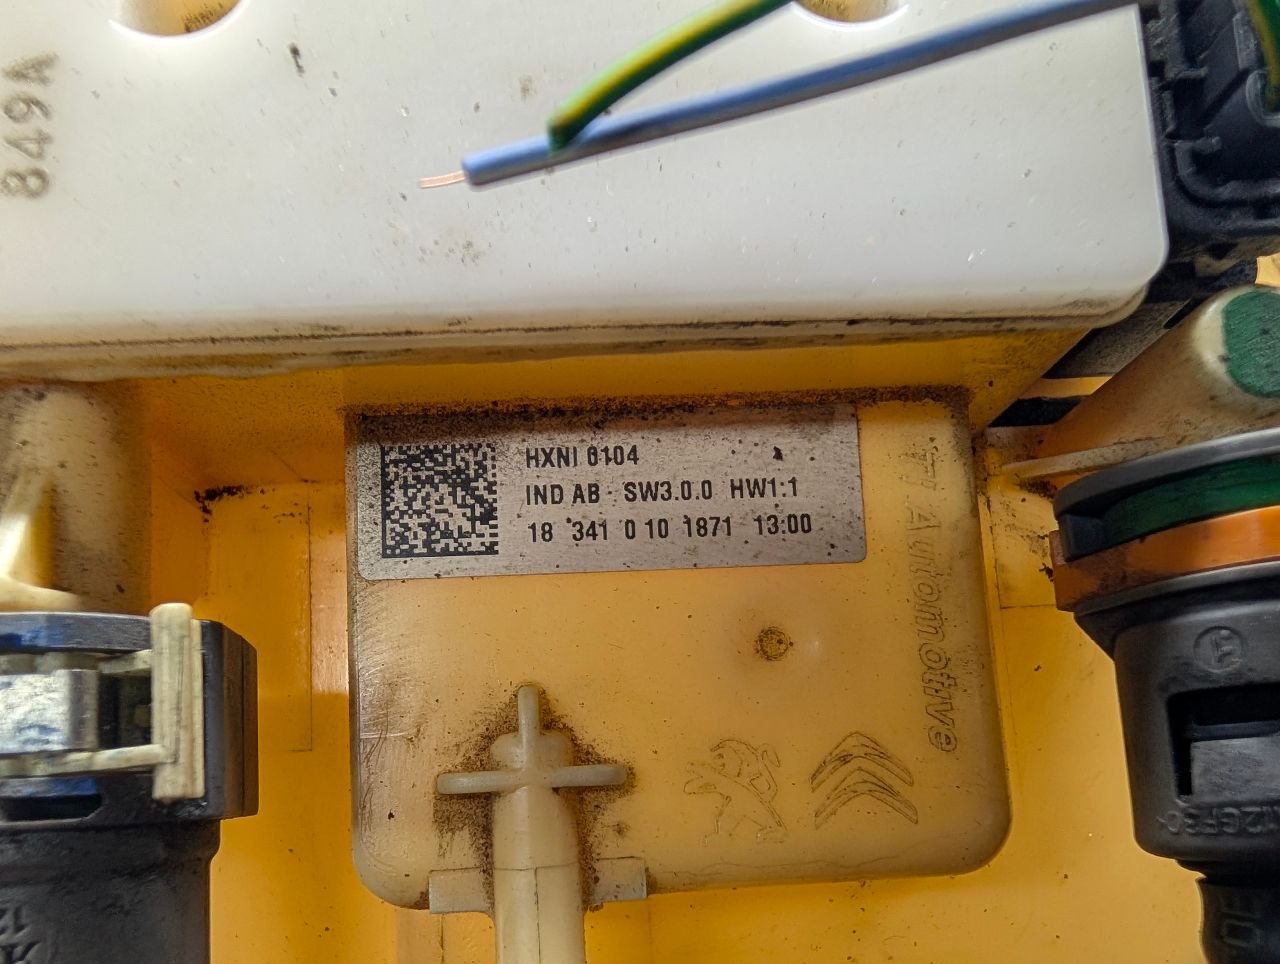 849A
HXNI 0104
IND AB - SW3.0.0 HW1:1
18 341 0 10 1871 13:00
TI Automotive